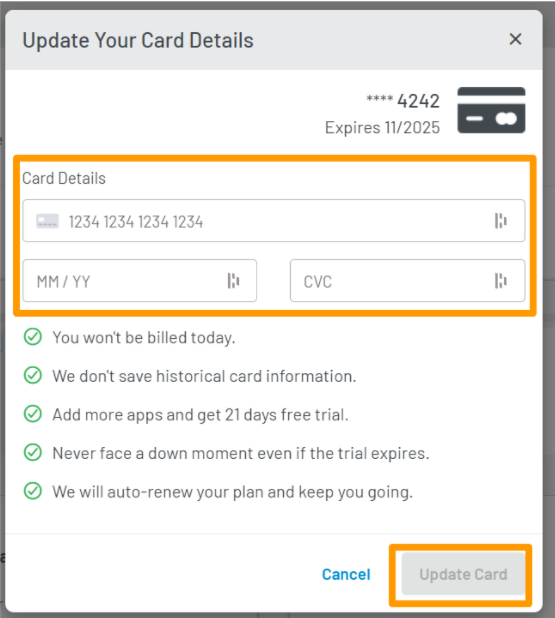 Update Your Card Details
**** 4242
Expires 11/2025
Card Details
1234 1234 1234 1234
MM / YY
CVC
You won't be billed today.
We don't save historical card information.
Add more apps and get 21 days free trial.
Never face a down moment even if the trial expires.
We will auto-renew your plan and keep you going.
Cancel
Update Card